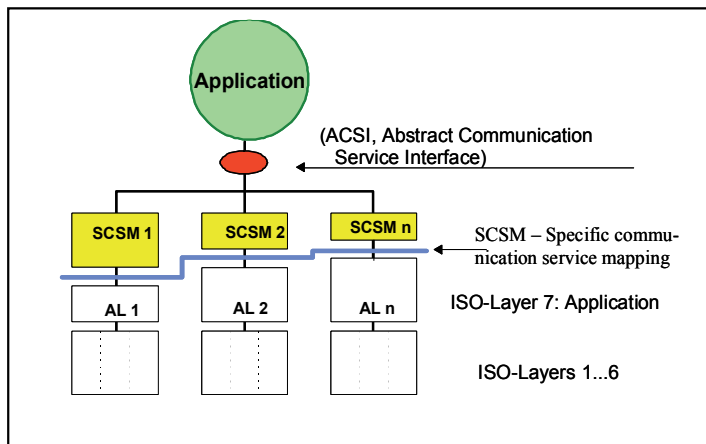 Application
(ACSI, Abstract Communication
Service Interface)
SCSM 1
SCSM 2
SCSM n
SCSM – Specific commu-
nication service mapping
AL 1
AL 2
AL n
ISO-Layer 7: Application
ISO-Layers 1...6